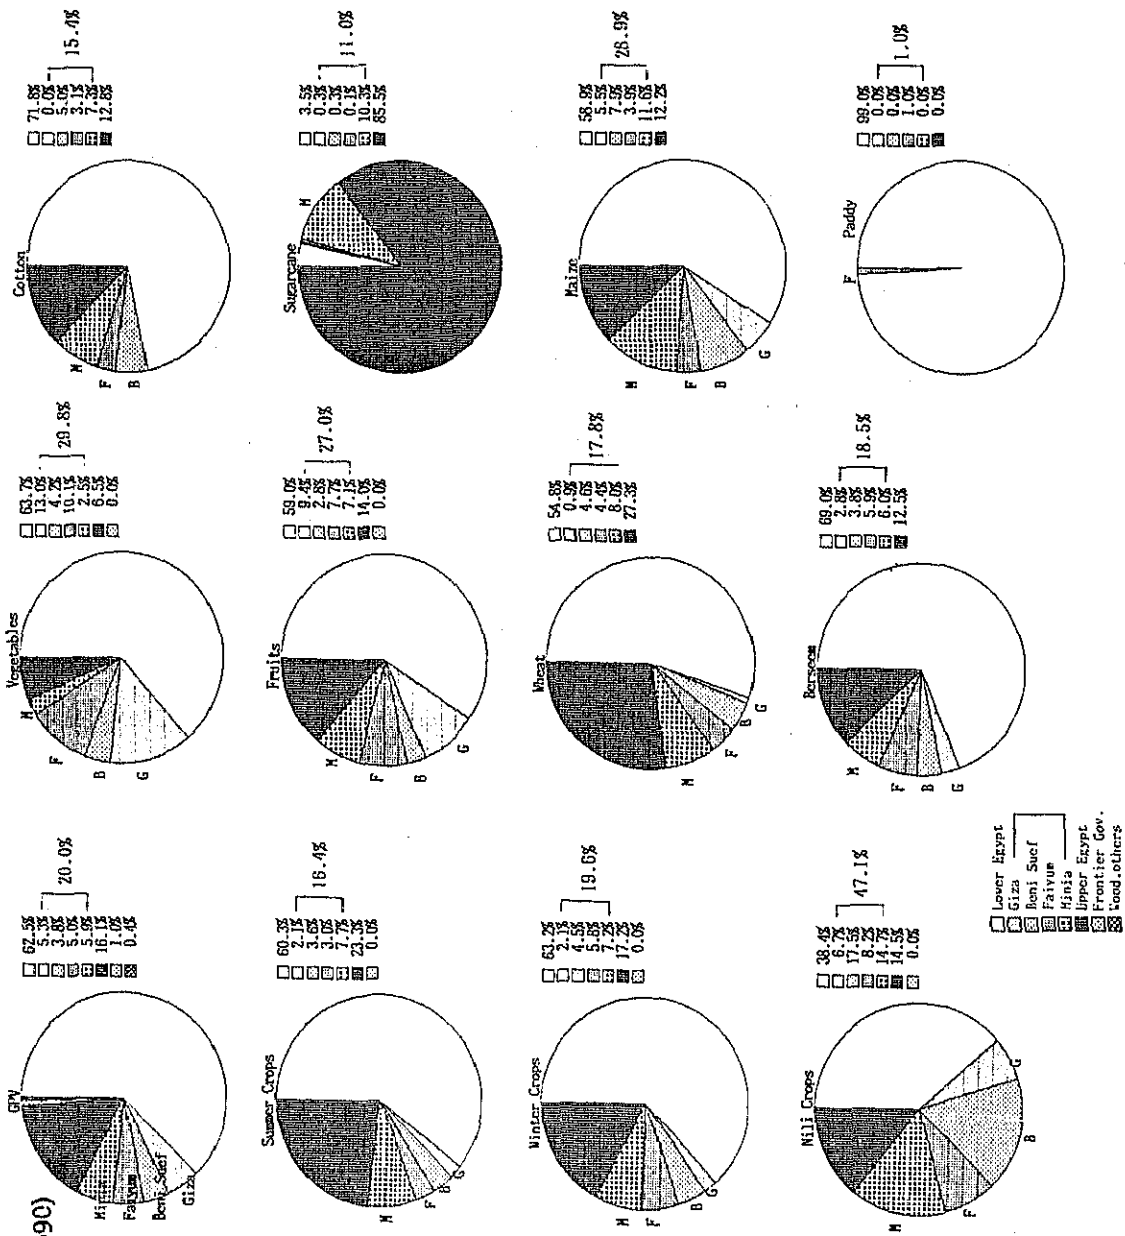 90)
GPV
Minia
Faiyum
Beni Suef
Giza
62.5%
5.3%
3.8%
5.0%
5.9%
16.1%
1.0%
0.4%
20.0%
Vegetables
M
F
B
G
63.7%
13.0%
4.2%
10.1%
2.5%
6.5%
0.0%
29.8%
Cotton
M
F
B
71.8%
0.0%
5.0%
3.1%
7.3%
12.8%
15.4%
Summer Crops
M
F
B
G
60.3%
2.1%
3.6%
3.0%
7.7%
23.3%
0.0%
16.4%
Fruits
M
F
B
G
59.0%
9.4%
2.8%
7.7%
7.1%
14.0%
0.0%
27.0%
Sugarcane
M
3.5%
0.3%
0.3%
0.1%
10.3%
85.5%
11.0%
Winter Crops
M
F
B
G
63.2%
2.1%
4.5%
5.8%
7.2%
17.2%
0.0%
19.6%
Wheat
M
F
B
G
54.8%
0.9%
4.6%
4.4%
8.0%
27.3%
17.8%
Maize
M
F
B
G
58.9%
5.5%
7.9%
3.9%
11.6%
12.2%
28.9%
Nili Crops
M
F
B
G
38.4%
6.7%
17.5%
8.2%
14.7%
14.5%
0.0%
47.1%
Berseem
M
F
B
G
69.0%
2.8%
3.8%
5.9%
6.0%
12.5%
18.5%
Paddy
F
99.0%
0.0%
0.0%
1.0%
0.0%
0.0%
1.0%
Lower Egypt
Giza
Beni Suef
Faiyum
Minia
Upper Egypt
Frontier Gov.
Wood.others